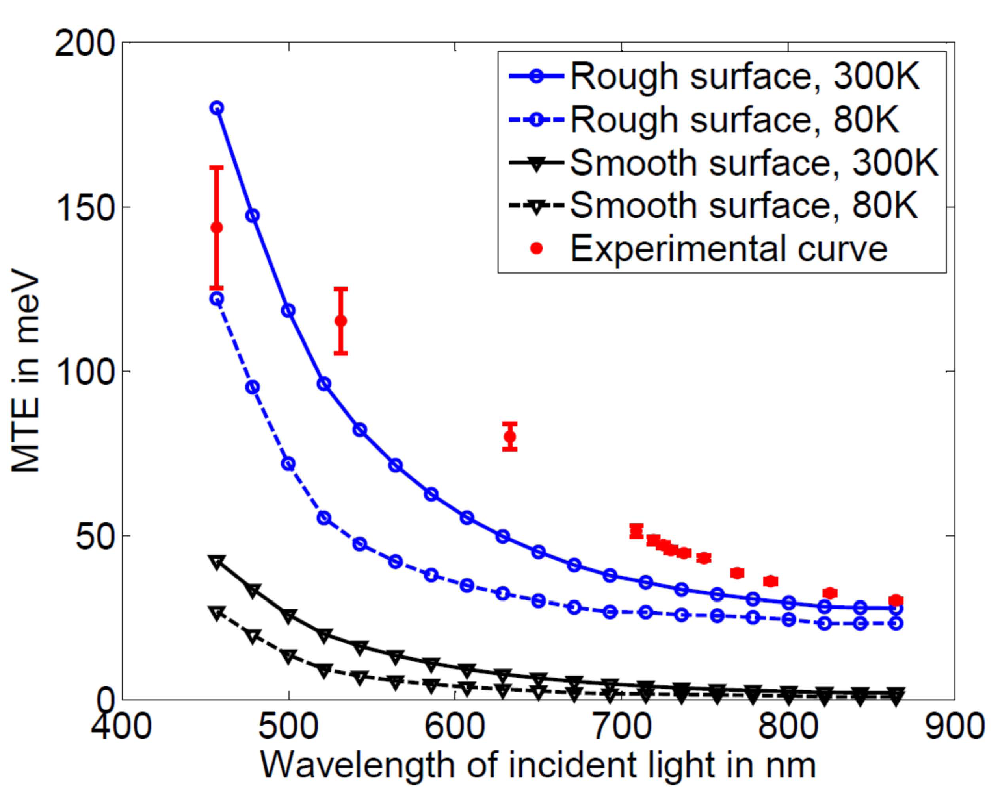 200
150
100
50
0
MTE in meV
Rough surface, 300K
Rough surface, 80K
Smooth surface, 300K
Smooth surface, 80K
Experimental curve
400 500 600 700 800 900
Wavelength of incident light in nm